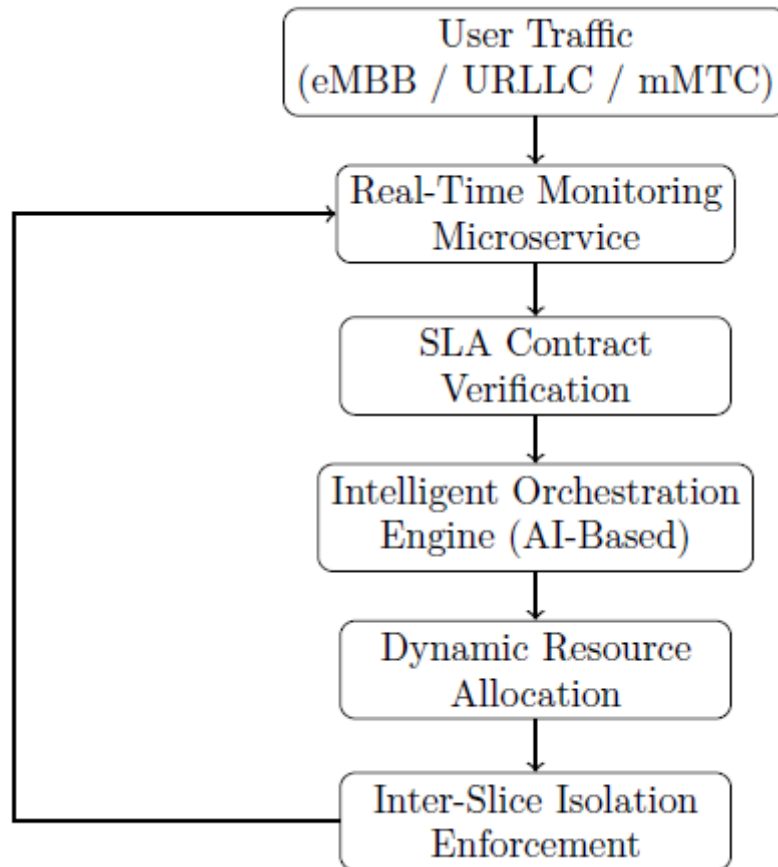 User Traffic
(eMBB / URLLC / mMTC)
Real-Time Monitoring
Microservice
SLA Contract
Verification
Intelligent Orchestration
Engine (AI-Based)
Dynamic Resource
Allocation
Inter-Slice Isolation
Enforcement